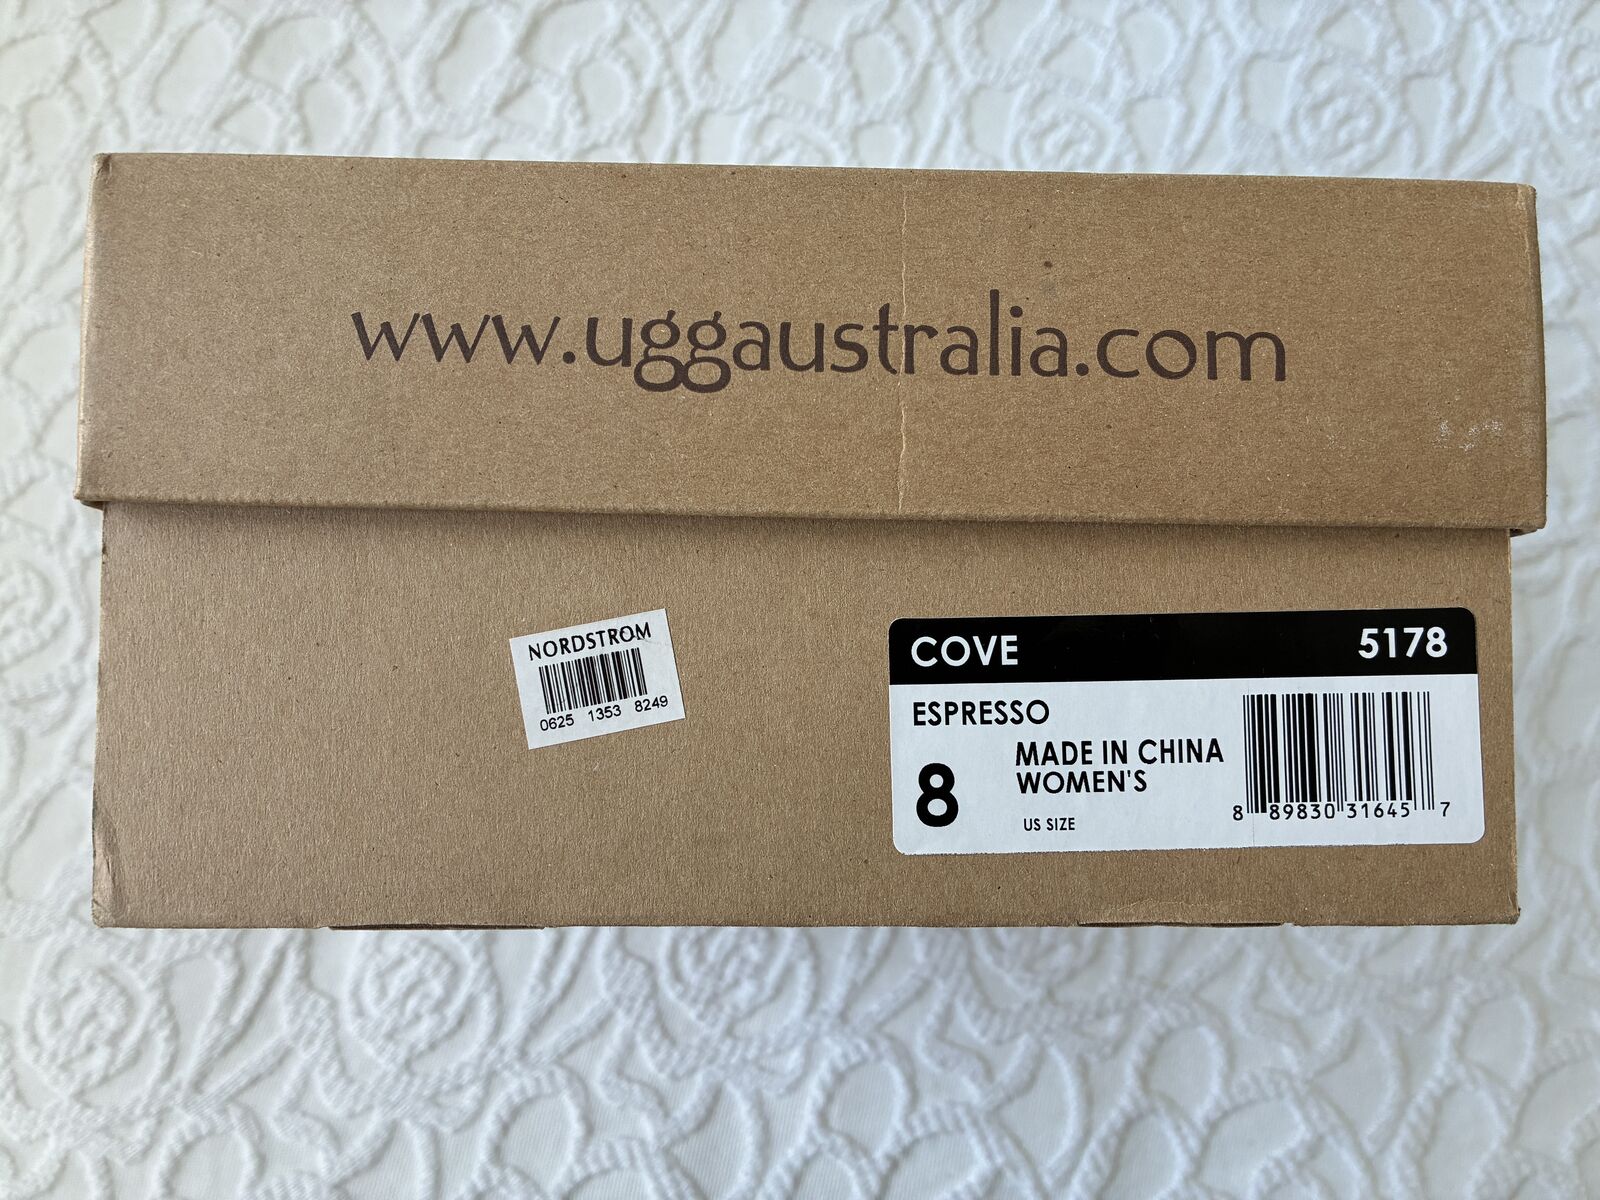 www.uggaustralia.com
NORDSTROM
0625 1353 8249
COVE 5178
ESPRESSO
8
MADE IN CHINA
WOMEN'S
US SIZE
8 89830 31645 7